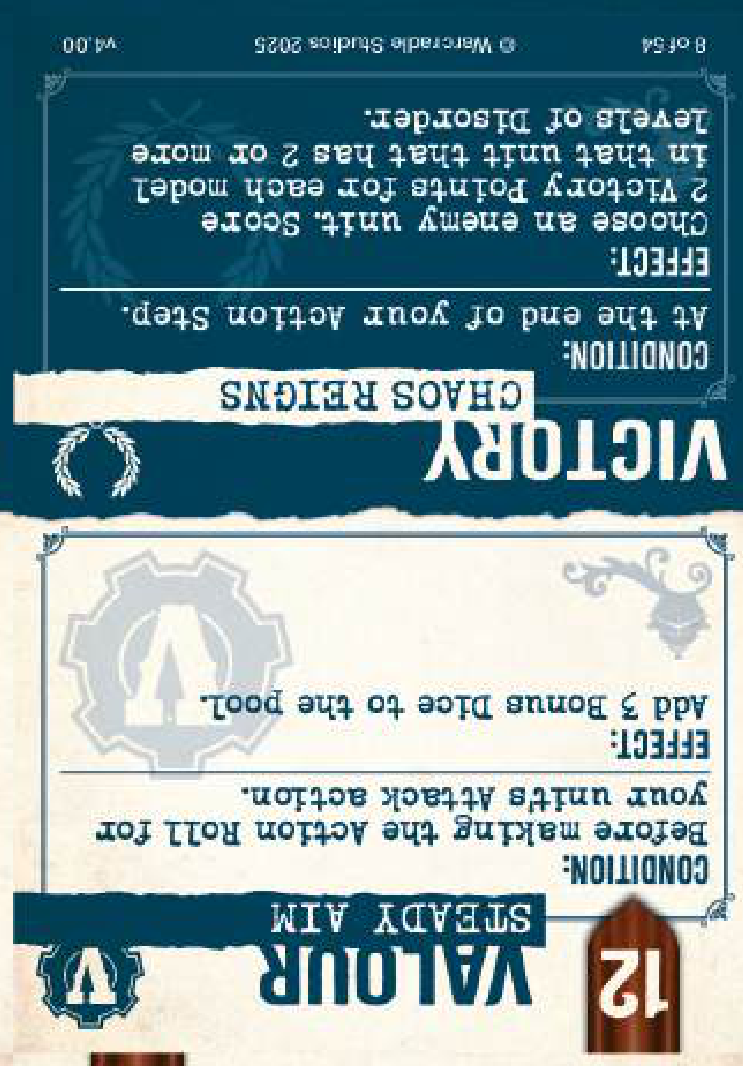 12
VALOUR
V
STEADY AIM
CONDITION:
Before making the Action Roll for
your unit's Attack action.
EFFECT:
Add 3 Bonus Dice to the pool.
V
VICTORY
CHAOS REIGNS
CONDITION:
At the end of your Action Step.
EFFECT:
Choose an enemy unit. Score
2 Victory Points for each model
in that unit that has 2 or more
levels of Disorder.
8 of 54
© Warcradle Studios 2025
v4.00